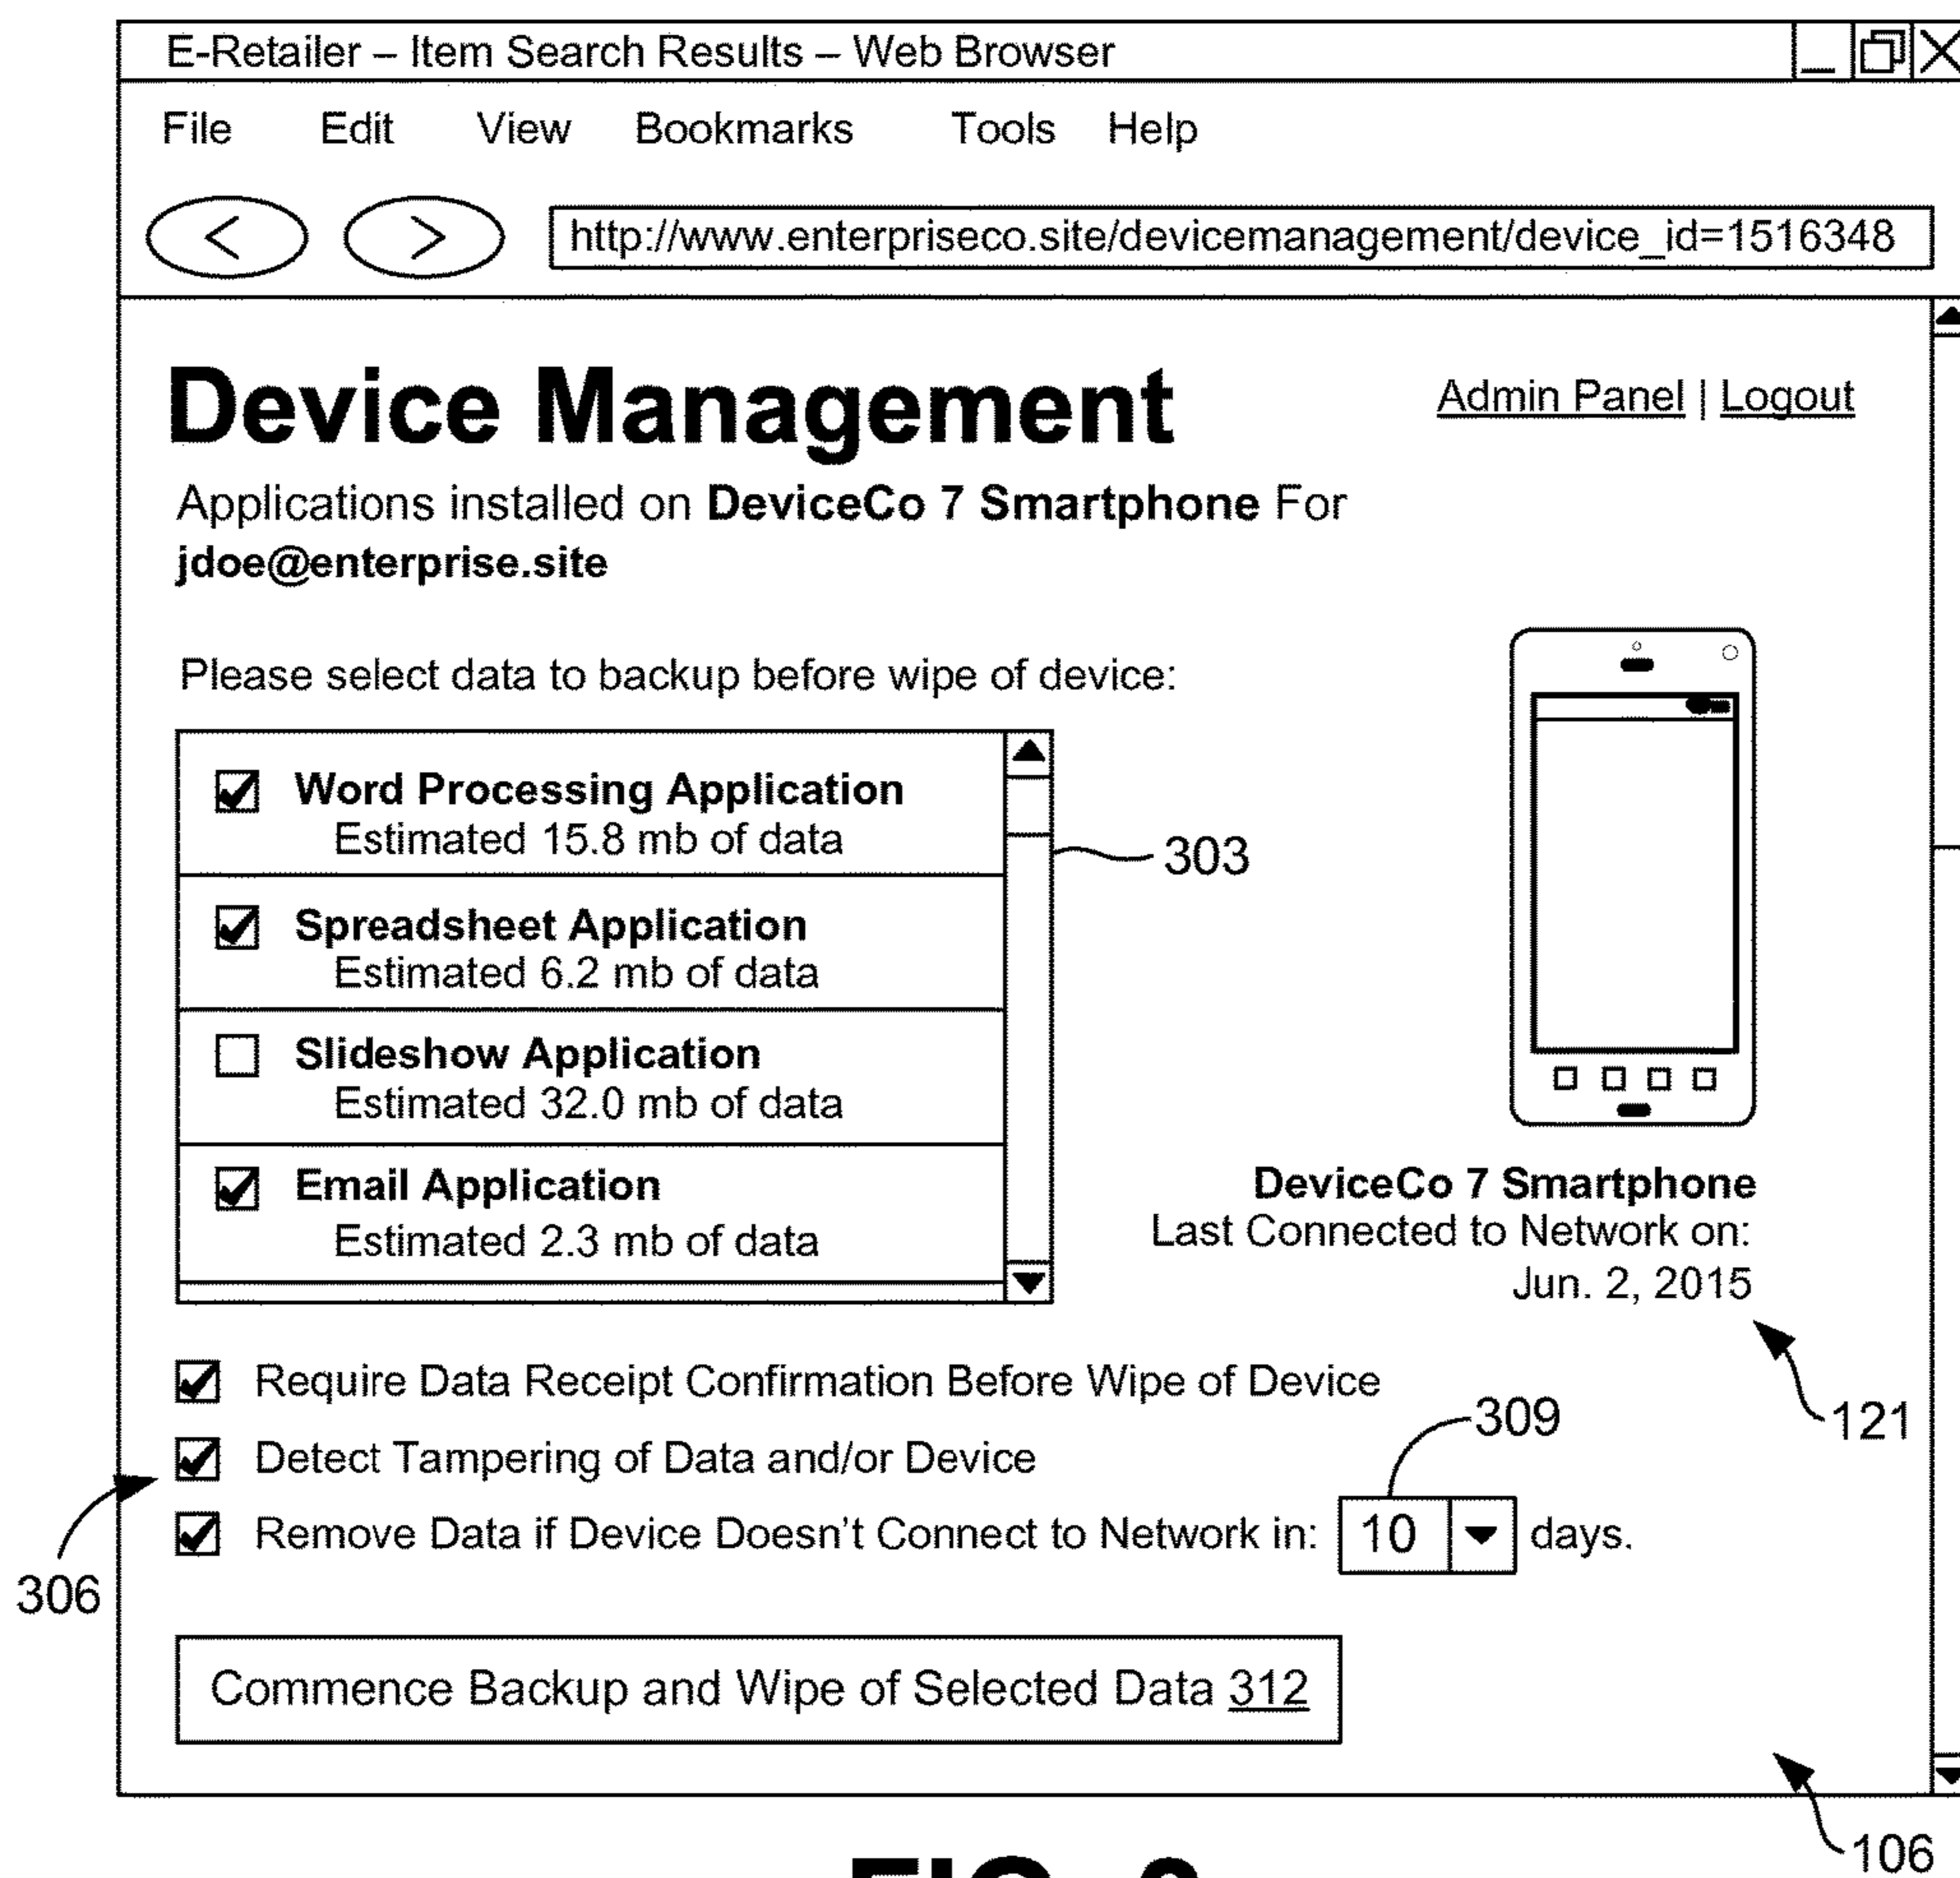 E-Retailer – Item Search Results – Web Browser
File Edit View Bookmarks Tools Help
http://www.enterpriseco.site/devicemanagement/device_id=1516348
Device Management
Admin Panel | Logout
Applications installed on DeviceCo 7 Smartphone For
jdoe@enterprise.site
Please select data to backup before wipe of device:
Word Processing Application
Estimated 15.8 mb of data
303
Spreadsheet Application
Estimated 6.2 mb of data
Slideshow Application
Estimated 32.0 mb of data
Email Application
Estimated 2.3 mb of data
DeviceCo 7 Smartphone
Last Connected to Network on:
Jun. 2, 2015
121
Require Data Receipt Confirmation Before Wipe of Device
309
Detect Tampering of Data and/or Device
Remove Data if Device Doesn't Connect to Network in: 10 days.
306
Commence Backup and Wipe of Selected Data 312
106